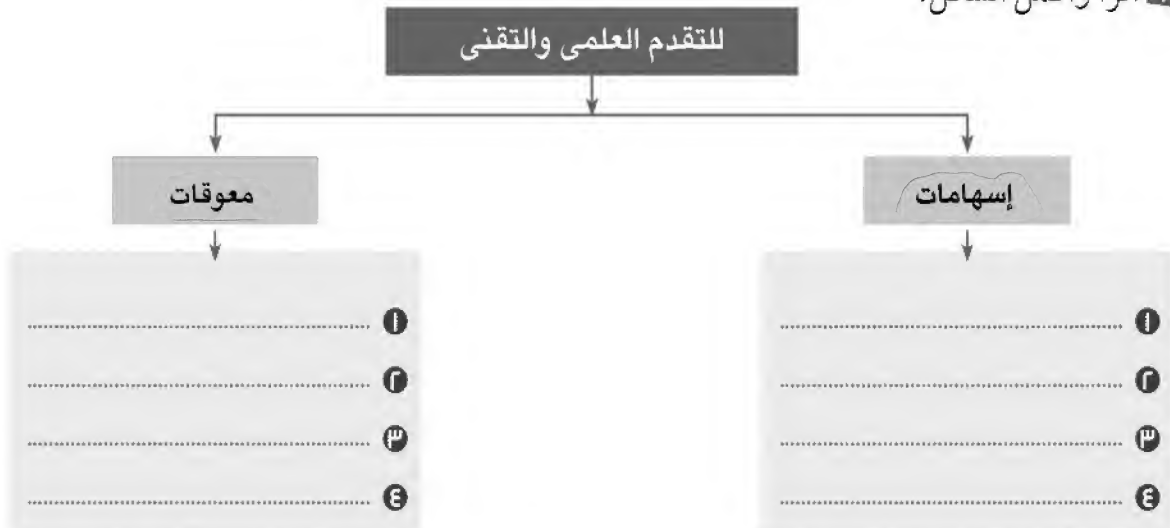 للتقدم العلمى والتقنى
إسهامات
معوقات
١
٢
٣
٤
١
٢
٣
٤